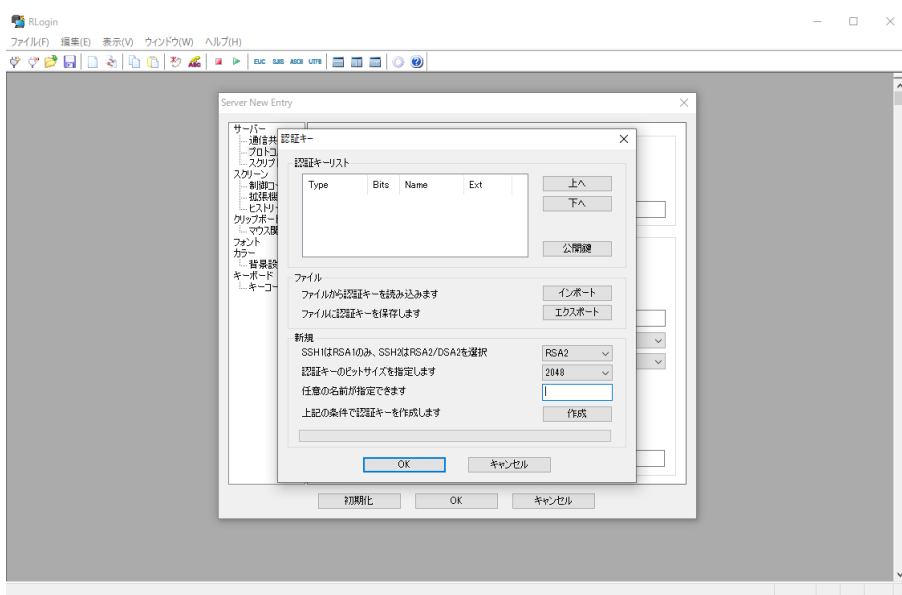 RLogin
ファイル(F) 編集(E) 表示(V) ウィンドウ(W) ヘルプ(H)
EUC SJIS ASCII UTF8
Server New Entry
サーバー
通信共
プロトコ
スクリプト
スクリーン
制御コー
拡張機
ヒストリー
クリップボード
マウス関
フォント
カラー
背景設
キーボード
キーコー
認証キー
認証キーリスト
Type Bits Name Ext
上へ
下へ
公開鍵
ファイル
ファイルから認証キーを読み込みます インポート
ファイルに認証キーを保存します エクスポート
新規
SSH1はRSA1のみ、SSH2はRSA2/DSA2を選択 RSA2
認証キーのビットサイズを指定します 2048
任意の名前が指定できます
上記の条件で認証キーを作成します 作成
OK キャンセル
初期化 OK キャンセル